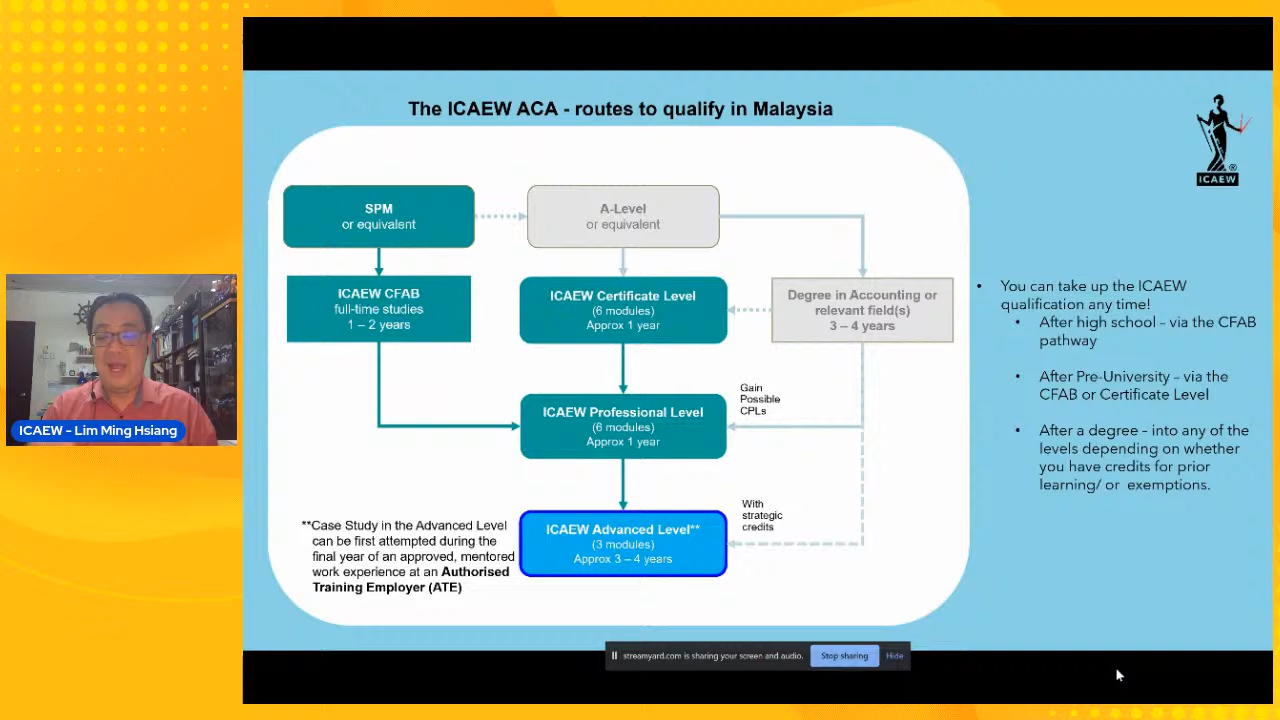 The ICAEW ACA - routes to qualify in Malaysia
ICAEW
SPM
or equivalent
A-Level
or equivalent
ICAEW CFAB
full-time studies
1 – 2 years
ICAEW Certificate Level
(6 modules)
Approx 1 year
Degree in Accounting or
relevant field(s)
3 – 4 years
Gain
Possible
CPLs
ICAEW Professional Level
(6 modules)
Approx 1 year
With
strategic
credits
ICAEW Advanced Level**
(3 modules)
Approx 3 – 4 years
**Case Study in the Advanced Level
can be first attempted during the
final year of an approved, mentored
work experience at an Authorised
Training Employer (ATE)
• You can take up the ICAEW
qualification any time!
• After high school – via the CFAB
pathway
• After Pre-University – via the
CFAB or Certificate Level
• After a degree – into any of the
levels depending on whether
you have credits for prior
learning/ or exemptions.
ICAEW – Lim Ming Hsiang
streamyard.com is sharing your screen and audio.
Stop sharing
Hide